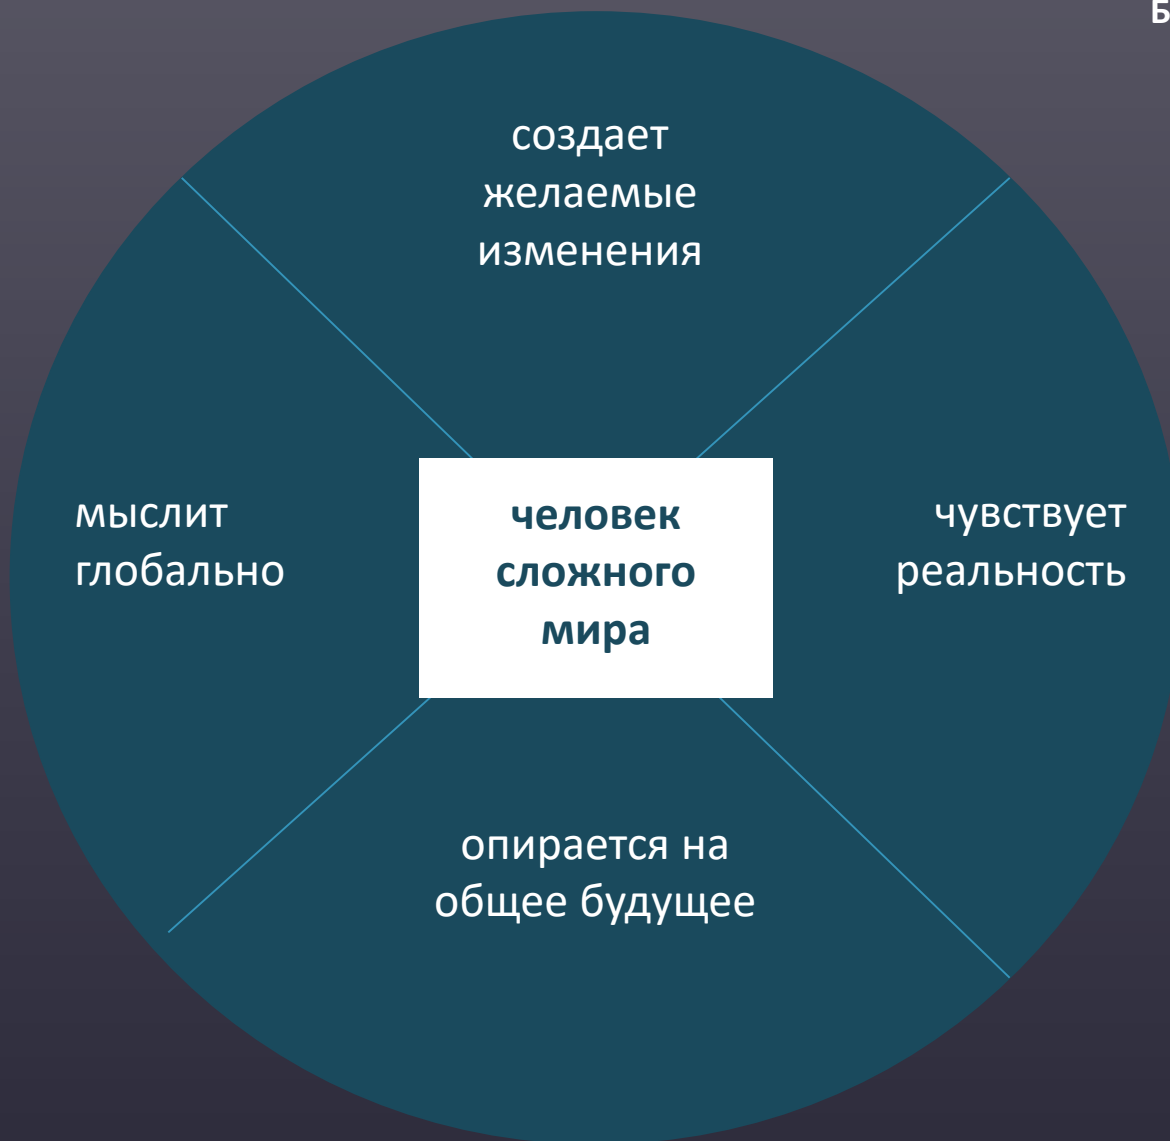 Б
создает
желаемые
изменения
мыслит
глобально
человек
сложного
мира
чувствует
реальность
опирается на
общее будущее